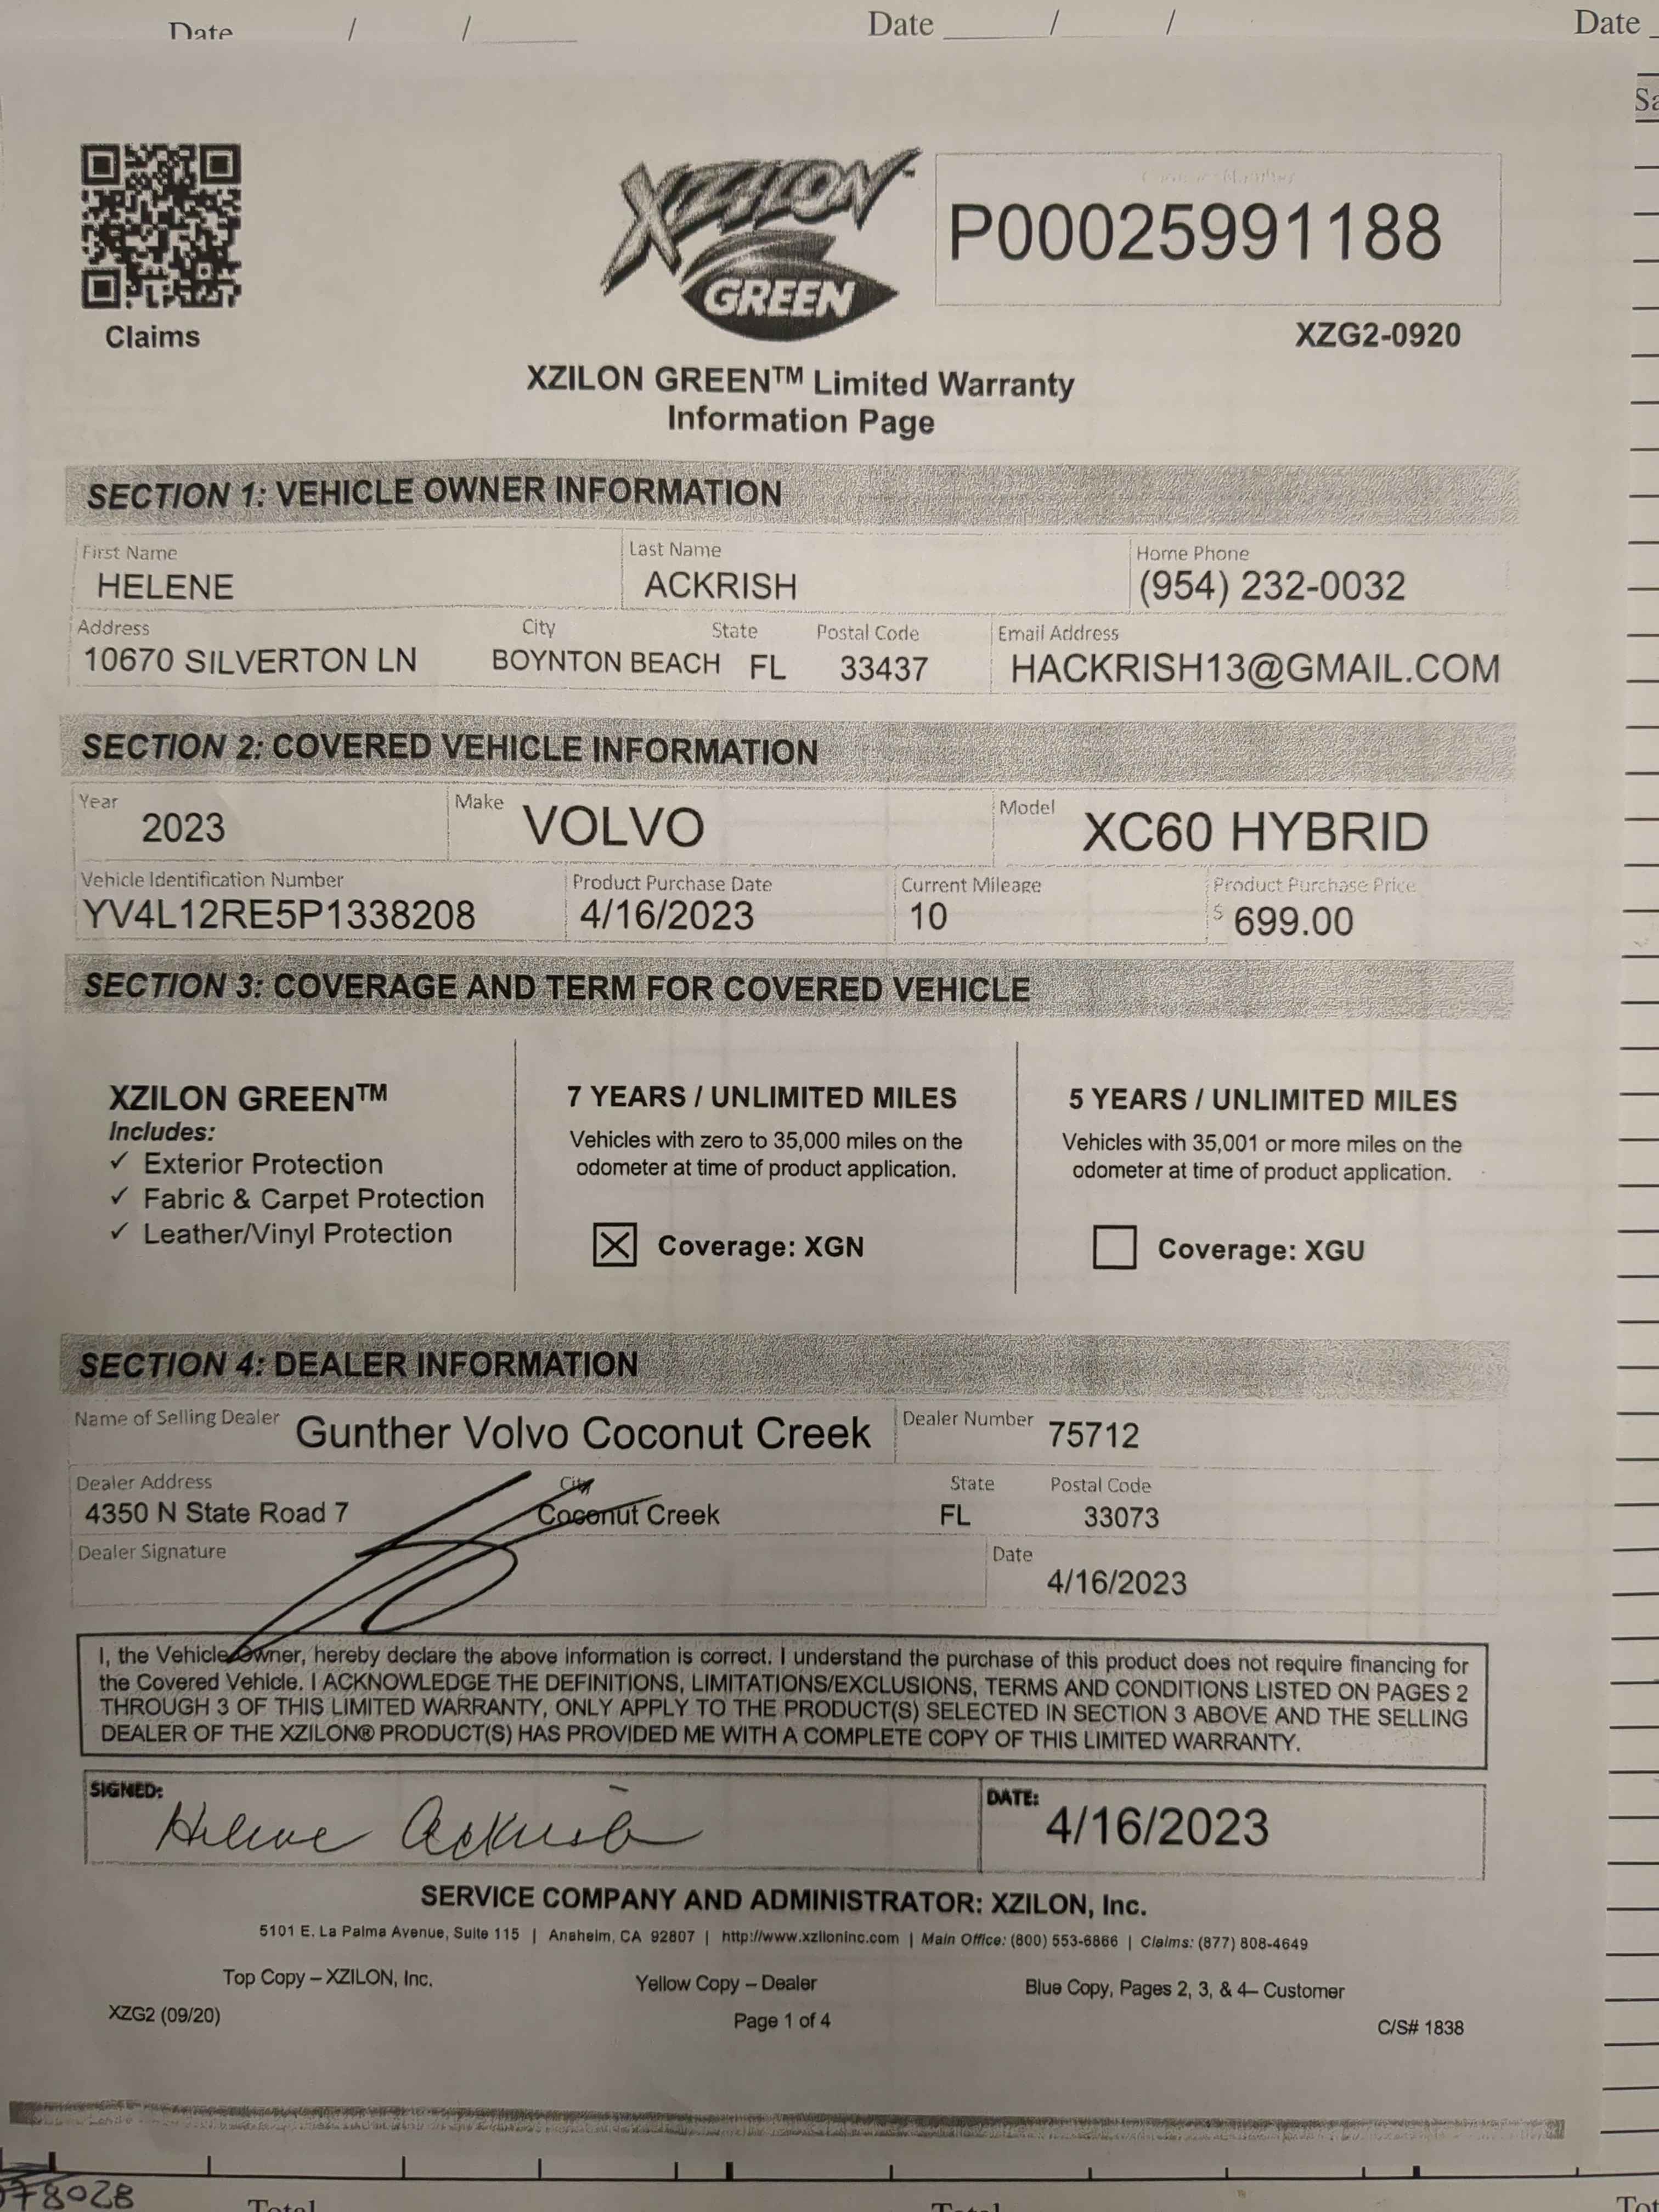 Date / /
Date / /
Date
Sa
XZILON
GREEN
P00025991188
Claims
XZG2-0920
XZILON GREEN™ Limited Warranty
Information Page
SECTION 1: VEHICLE OWNER INFORMATION
First Name Last Name Home Phone
HELENE ACKRISH (954) 232-0032
Address City State Postal Code Email Address
10670 SILVERTON LN BOYNTON BEACH FL 33437 HACKRISH13@GMAIL.COM
SECTION 2: COVERED VEHICLE INFORMATION
Year 2023 Make VOLVO Model XC60 HYBRID
Vehicle Identification Number Product Purchase Date Current Mileage Product Purchase Price
YV4L12RE5P1338208 4/16/2023 10 $ 699.00
SECTION 3: COVERAGE AND TERM FOR COVERED VEHICLE
XZILON GREEN™
Includes:
✓ Exterior Protection
✓ Fabric & Carpet Protection
✓ Leather/Vinyl Protection
7 YEARS / UNLIMITED MILES
Vehicles with zero to 35,000 miles on the
odometer at time of product application.
☒ Coverage: XGN
5 YEARS / UNLIMITED MILES
Vehicles with 35,001 or more miles on the
odometer at time of product application.
☐ Coverage: XGU
SECTION 4: DEALER INFORMATION
Name of Selling Dealer Gunther Volvo Coconut Creek Dealer Number 75712
Dealer Address City State Postal Code
4350 N State Road 7 Coconut Creek FL 33073
Dealer Signature Date
4/16/2023
I, the Vehicle Owner, hereby declare the above information is correct. I understand the purchase of this product does not require financing for
the Covered Vehicle. I ACKNOWLEDGE THE DEFINITIONS, LIMITATIONS/EXCLUSIONS, TERMS AND CONDITIONS LISTED ON PAGES 2
THROUGH 3 OF THIS LIMITED WARRANTY, ONLY APPLY TO THE PRODUCT(S) SELECTED IN SECTION 3 ABOVE AND THE SELLING
DEALER OF THE XZILON® PRODUCT(S) HAS PROVIDED ME WITH A COMPLETE COPY OF THIS LIMITED WARRANTY.
SIGNED: Helene Ackrish DATE: 4/16/2023
SERVICE COMPANY AND ADMINISTRATOR: XZILON, Inc.
5101 E. La Palma Avenue, Suite 115 | Anaheim, CA 92807 | http://www.xziloninc.com | Main Office: (800) 553-6866 | Claims: (877) 808-4649
Top Copy – XZILON, Inc. Yellow Copy – Dealer Blue Copy, Pages 2, 3, & 4– Customer
XZG2 (09/20) Page 1 of 4 C/S# 1838
78028
Total
Total
Tot